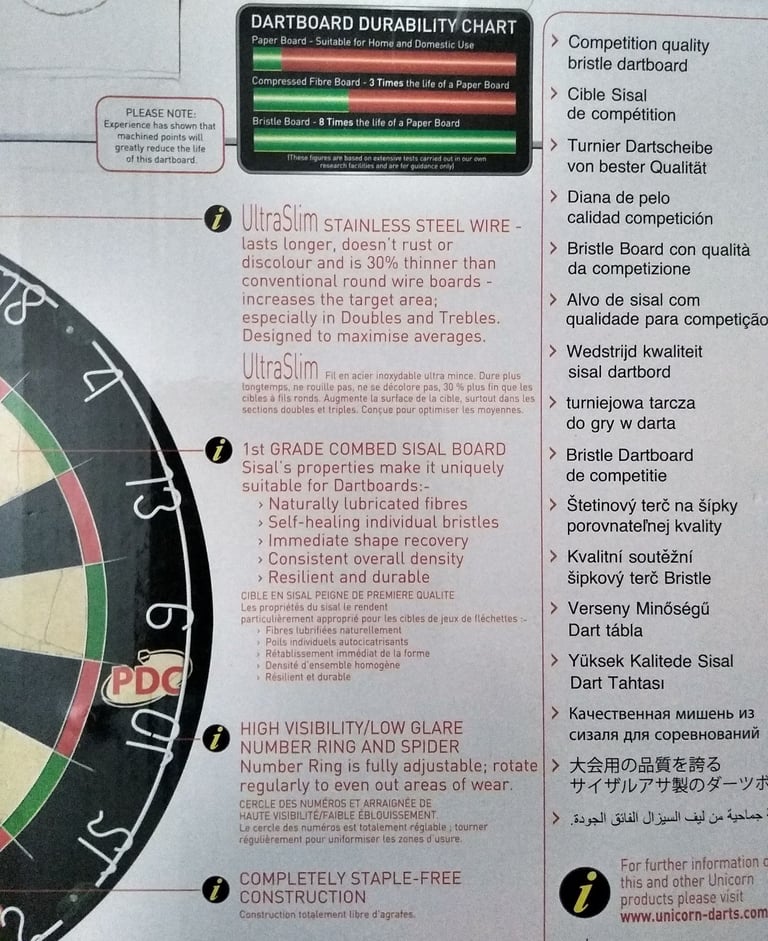 DARTBOARD DURABILITY CHART
Paper Board - Suitable for Home and Domestic Use
Compressed Fibre Board - 3 Times the life of a Paper Board
Bristle Board - 8 Times the life of a Paper Board
(These figures are based on extensive tests carried out in our own
research facilities and are for guidance only)
PLEASE NOTE:
Experience has shown that
machined points will
greatly reduce the life
of this dartboard.
i
UltraSlim STAINLESS STEEL WIRE -
lasts longer, doesn't rust or
discolour and is 30% thinner than
conventional round wire boards -
increases the target area;
especially in Doubles and Trebles.
Designed to maximise averages.
UltraSlim Fil en acier inoxydable ultra mince. Dure plus
longtemps, ne rouille pas, ne se décolore pas, 30 % plus fin que les
cibles à fils ronds. Augmente la surface de la cible, surtout dans les
sections doubles et triples. Conçue pour optimiser les moyennes.
i
1st GRADE COMBED SISAL BOARD
Sisal's properties make it uniquely
suitable for Dartboards:-
› Naturally lubricated fibres
› Self-healing individual bristles
› Immediate shape recovery
› Consistent overall density
› Resilient and durable
CIBLE EN SISAL PEIGNE DE PREMIERE QUALITE
Les propriétés du sisal le rendent
particulièrement approprié pour les cibles de jeux de fléchettes :-
› Fibres lubrifiées naturellement
› Poils individuels autocicatrisants
› Rétablissement immédiat de la forme
› Densité d'ensemble homogène
› Résilient et durable
i
HIGH VISIBILITY/LOW GLARE
NUMBER RING AND SPIDER
Number Ring is fully adjustable; rotate
regularly to even out areas of wear.
CERCLE DES NUMÉROS ET ARRAIGNÉE DE
HAUTE VISIBILITÉ/FAIBLE ÉBLOUISSEMENT.
Le cercle des numéros est totalement réglable ; tourner
régulièrement pour uniformiser les zones d'usure.
i
COMPLETELY STAPLE-FREE
CONSTRUCTION
Construction totalement libre d'agrafes.
18
4
13
6
PDC
10
15
2
› Competition quality
bristle dartboard
› Cible Sisal
de compétition
› Turnier Dartscheibe
von bester Qualität
› Diana de pelo
calidad competición
› Bristle Board con qualità
da competizione
› Alvo de sisal com
qualidade para competição
› Wedstrijd kwaliteit
sisal dartbord
› turniejowa tarcza
do gry w darta
› Bristle Dartboard
de competitie
› Štetinový terč na šípky
porovnateľnej kvality
› Kvalitní soutěžní
šipkový terč Bristle
› Verseny Minőségű
Dart tábla
› Yüksek Kalitede Sisal
Dart Tahtası
› Качественная мишень из
сизаля для соревнований
› 大会用の品質を誇る
サイザルアサ製のダーツボ
› جماحية من ليف السيزال الفائق الجودة.
i
For further information
this and other Unicorn
products please visit
www.unicorn-darts.com